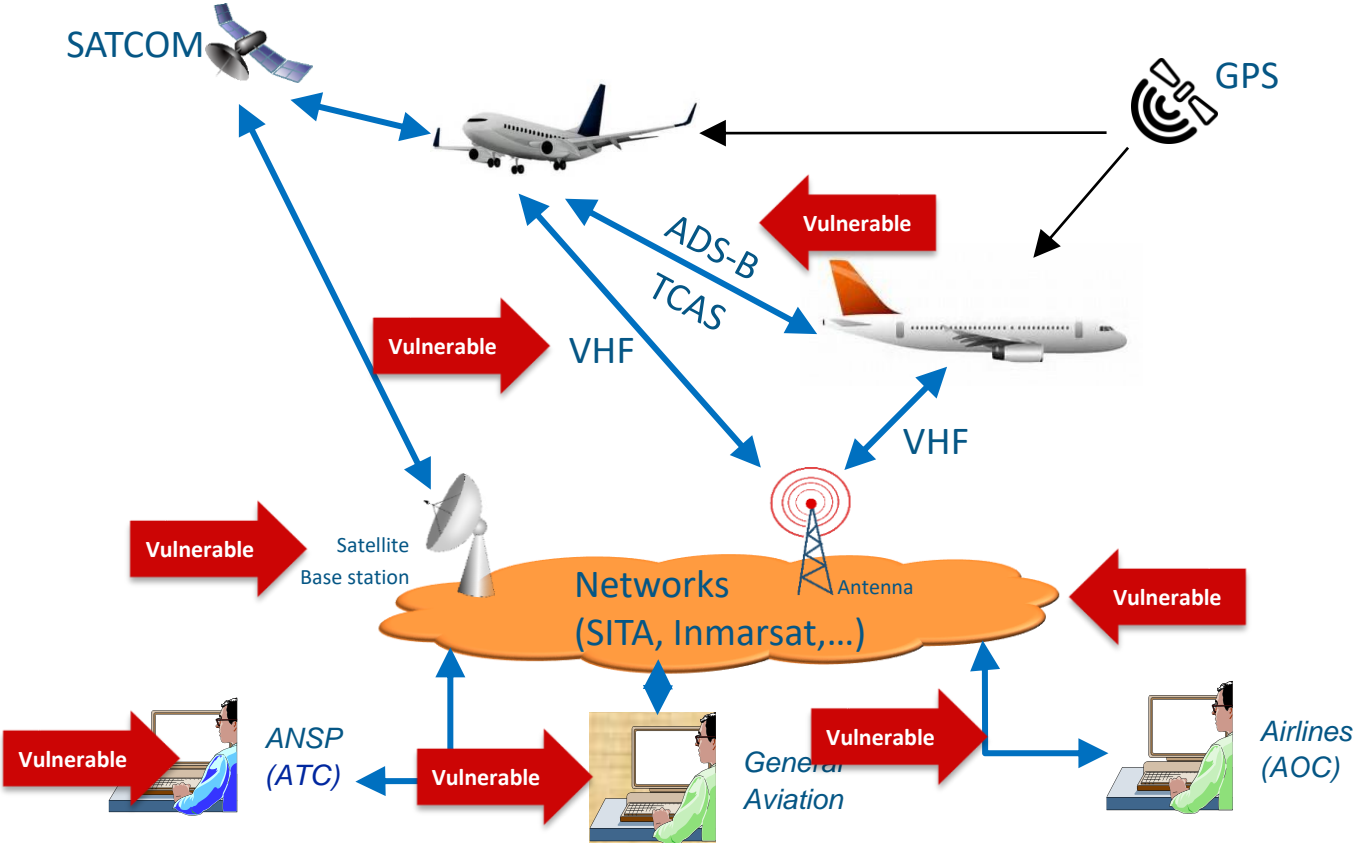 SATCOM
GPS
Vulnerable
ADS-B
TCAS
Vulnerable
VHF
VHF
Vulnerable
Satellite
Base station
Networks
(SITA, Inmarsat,...)
Antenna
Vulnerable
Vulnerable
ANSP
(ATC)
Vulnerable
General
Aviation
Vulnerable
Airlines
(AOC)